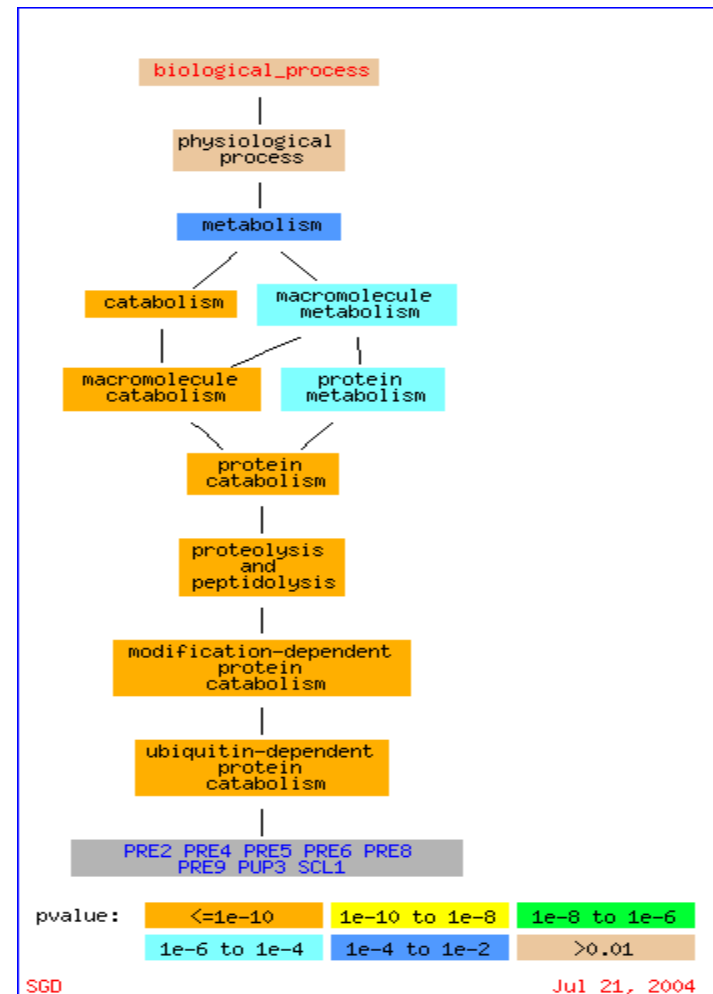 biological_process
physiological
process
metabolism
catabolism
macromolecule
metabolism
macromolecule
catabolism
protein
metabolism
protein
catabolism
proteolysis
and
peptidolysis
modification-dependent
protein
catabolism
ubiquitin-dependent
protein
catabolism
PRE2 PRE4 PRE5 PRE6 PRE8
PRE9 PUP3 SCL1
pvalue: <=1e-10 1e-10 to 1e-8 1e-8 to 1e-6
1e-6 to 1e-4 1e-4 to 1e-2 >0.01
SGD Jul 21, 2004